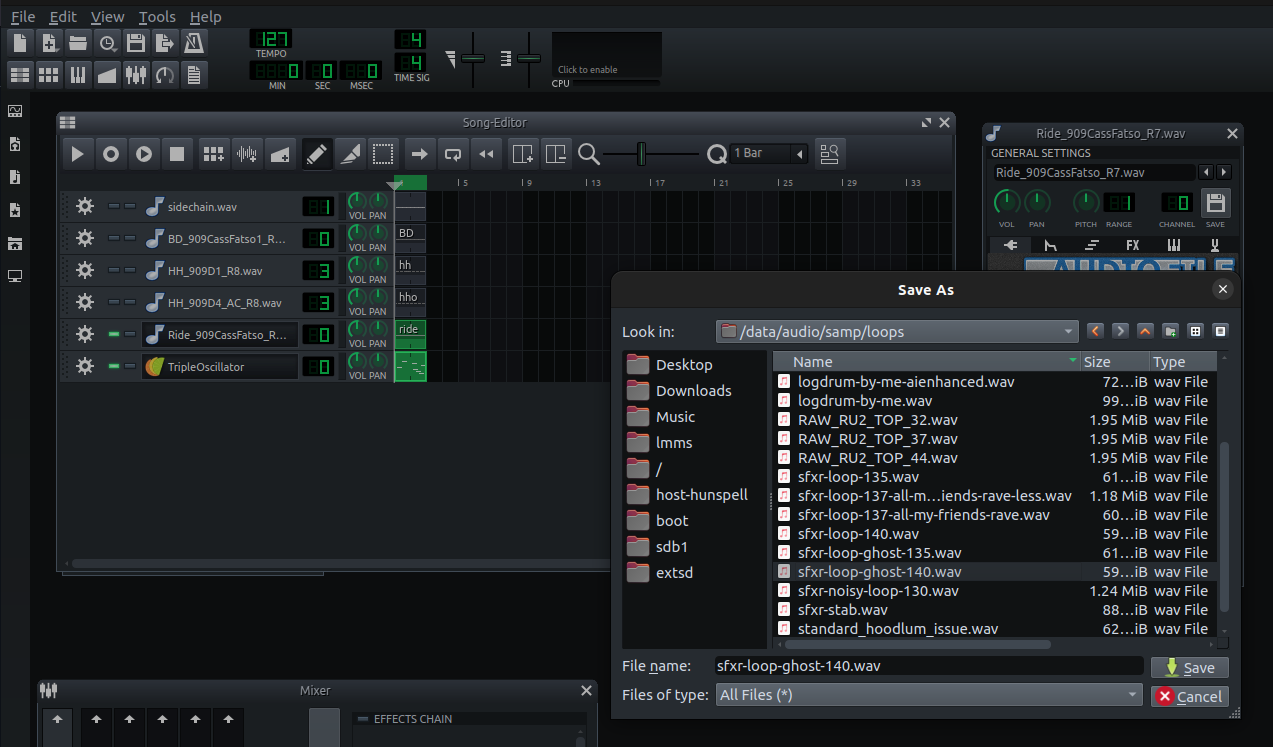 File Edit View Tools Help
127
TEMPO
0 0 0
MIN SEC MSEC
4
4
TIME SIG
Click to enable
CPU
Song-Editor
1 Bar
5 9 13 17 21 25 29 33
sidechain.wav 1 VOL PAN
BD_909CassFatso1_R... 0 VOL PAN BD
HH_909D1_R8.wav 3 VOL PAN hh
HH_909D4_AC_R8.wav 3 VOL PAN hho
Ride_909CassFatso_R... 0 VOL PAN ride
TripleOscillator 0 VOL PAN
Ride_909CassFatso_R7.wav
GENERAL SETTINGS
Ride_909CassFatso_R7.wav
1 0
VOL PAN PITCH RANGE CHANNEL SAVE
FX
Save As
Look in: /data/audio/samp/loops
Desktop
Downloads
Music
lmms
/
host-hunspell
boot
sdb1
extsd
Name Size Type
logdrum-by-me-aienhanced.wav 72...iB wav File
logdrum-by-me.wav 99...iB wav File
RAW_RU2_TOP_32.wav 1.95 MiB wav File
RAW_RU2_TOP_37.wav 1.95 MiB wav File
RAW_RU2_TOP_44.wav 1.95 MiB wav File
sfxr-loop-135.wav 61...iB wav File
sfxr-loop-137-all-m...iends-rave-less.wav 1.18 MiB wav File
sfxr-loop-137-all-my-friends-rave.wav 60...iB wav File
sfxr-loop-140.wav 59...iB wav File
sfxr-loop-ghost-135.wav 61...iB wav File
sfxr-loop-ghost-140.wav 59...iB wav File
sfxr-noisy-loop-130.wav 1.24 MiB wav File
sfxr-stab.wav 88...iB wav File
standard_hoodlum_issue.wav 62...iB wav File
File name: sfxr-loop-ghost-140.wav Save
Files of type: All Files (*) Cancel
Mixer
EFFECTS CHAIN